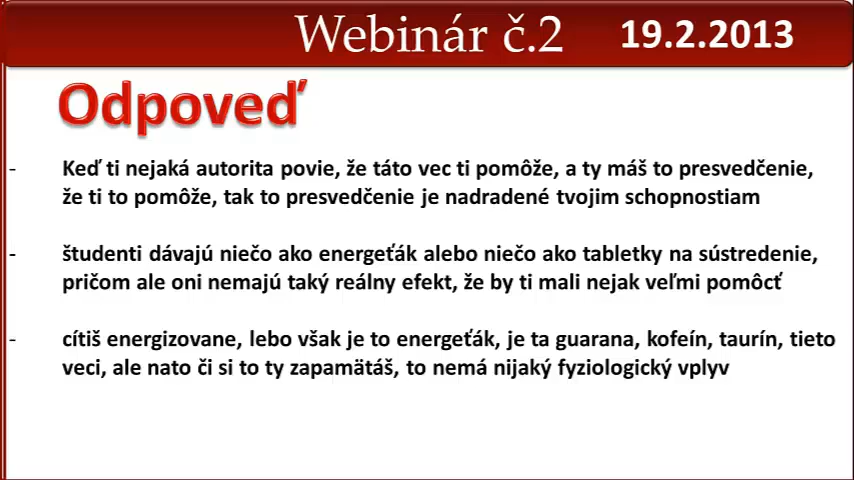 Webinár č.2 19.2.2013
Odpoveď
- Keď ti nejaká autorita povie, že táto vec ti pomôže, a ty máš to presvedčenie,
že ti to pomôže, tak to presvedčenie je nadradené tvojim schopnostiam
- študenti dávajú niečo ako energeťák alebo niečo ako tabletky na sústredenie,
pričom ale oni nemajú taký reálny efekt, že by ti mali nejak veľmi pomôcť
- cítiš energizovane, lebo však je to energeťák, je ta guarana, kofeín, taurín, tieto
veci, ale nato či si to ty zapamätáš, to nemá nijaký fyziologický vplyv